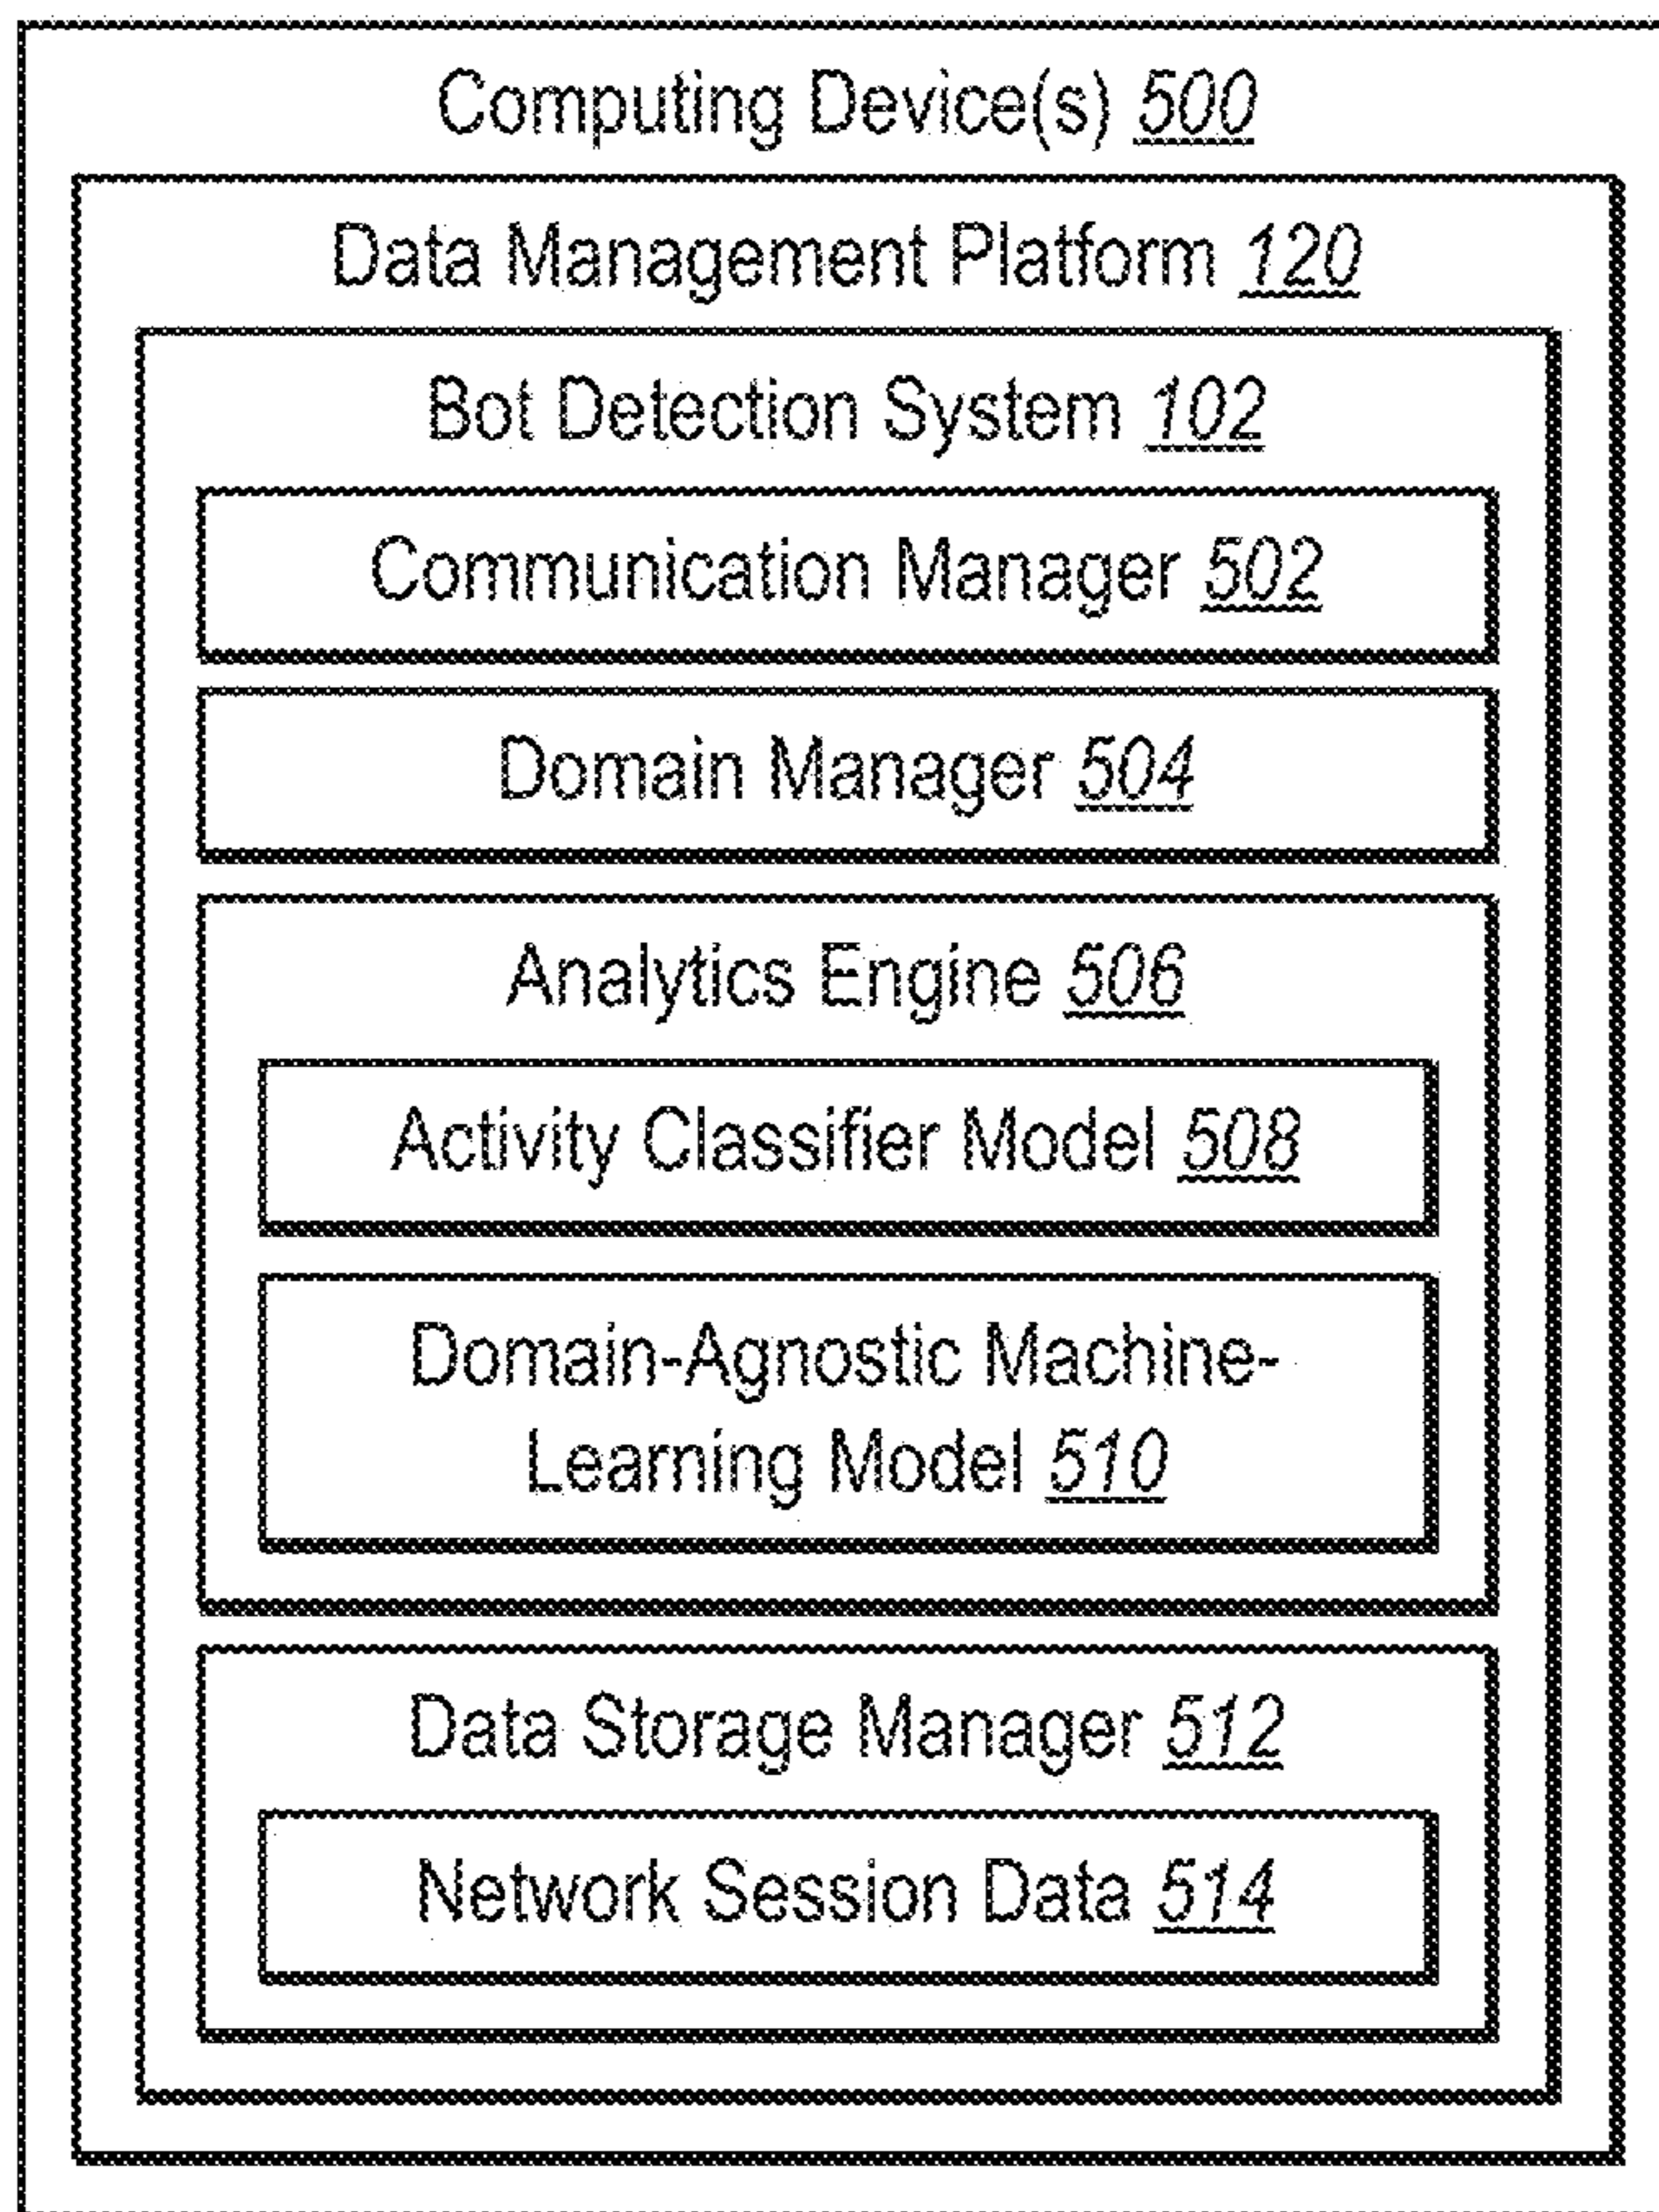 Computing Device(s) 500
Data Management Platform 120
Bot Detection System 102
Communication Manager 502
Domain Manager 504
Analytics Engine 506
Activity Classifier Model 508
Domain-Agnostic Machine-
Learning Model 510
Data Storage Manager 512
Network Session Data 514